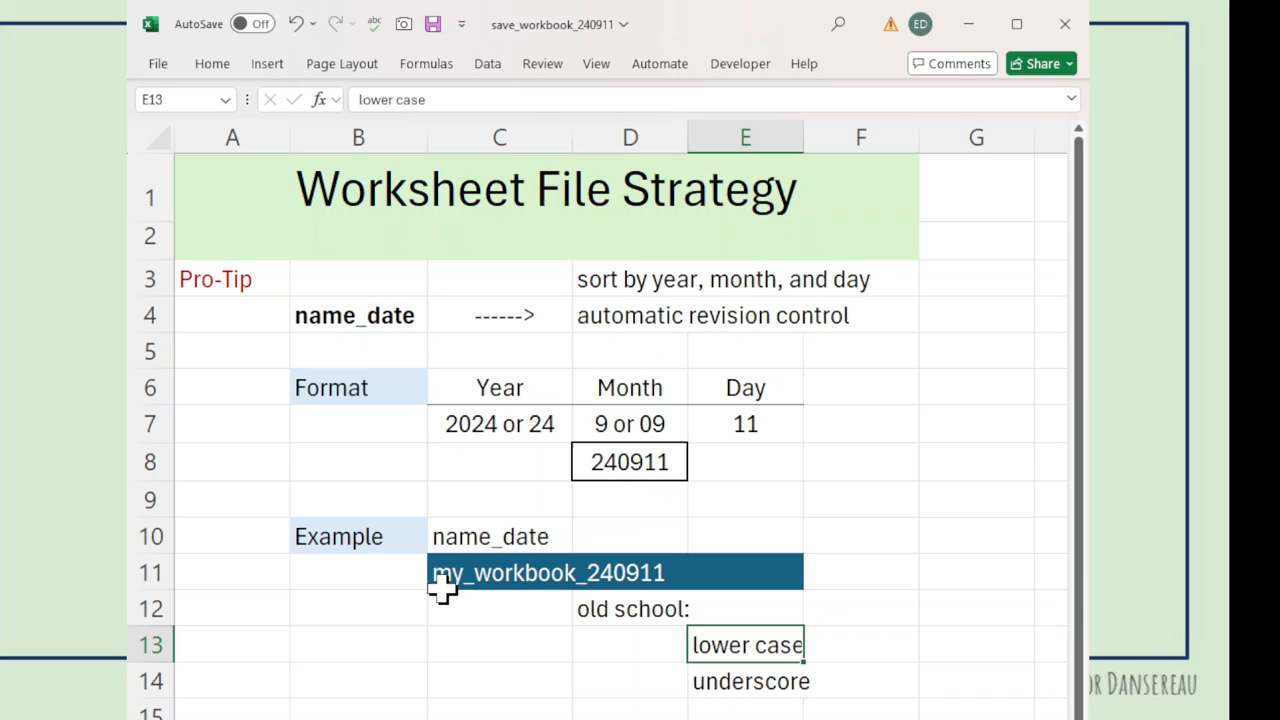 AutoSave Off save_workbook_240911 ED
File Home Insert Page Layout Formulas Data Review View Automate Developer Help Comments Share
E13 fx lower case
A B C D E F G
1 Worksheet File Strategy
2
3 Pro-Tip sort by year, month, and day
4 name_date ------> automatic revision control
5
6 Format Year Month Day
7 2024 or 24 9 or 09 11
8 240911
9
10 Example name_date
11 my_workbook_240911
12 old school:
13 lower case
14 underscore
15
DANSEREAU